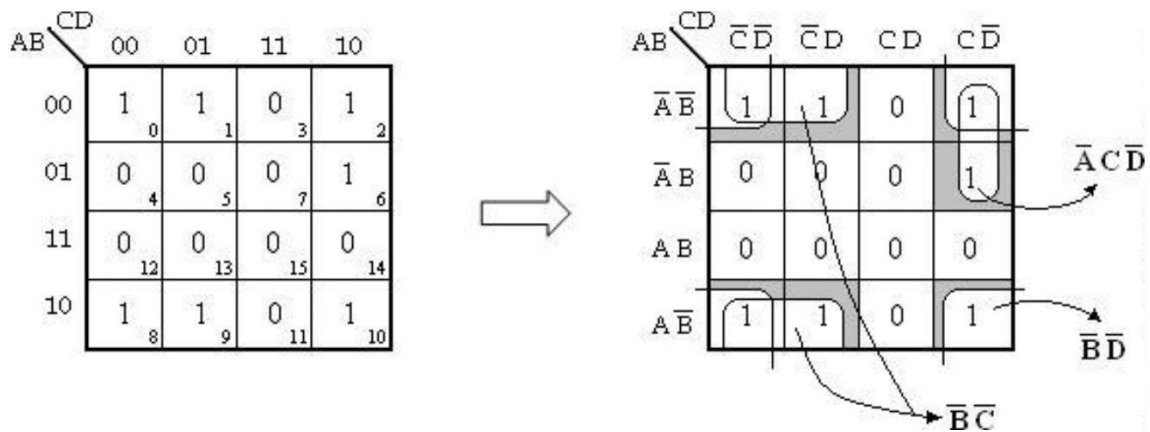 CD
AB 00 01 11 10
00 1 0 1 1 0 3 1 2
01 0 4 0 5 0 7 1 6
11 0 12 0 13 0 15 0 14
10 1 8 1 9 0 11 1 10
CD
AB C̅D̅ C̅D CD CD̅
A̅B̅ 1 1 0 1
A̅B 0 0 0 1
A̅CD̅
AB 0 0 0 0
AB̅ 1 1 0 1
B̅D̅
B̅C̅